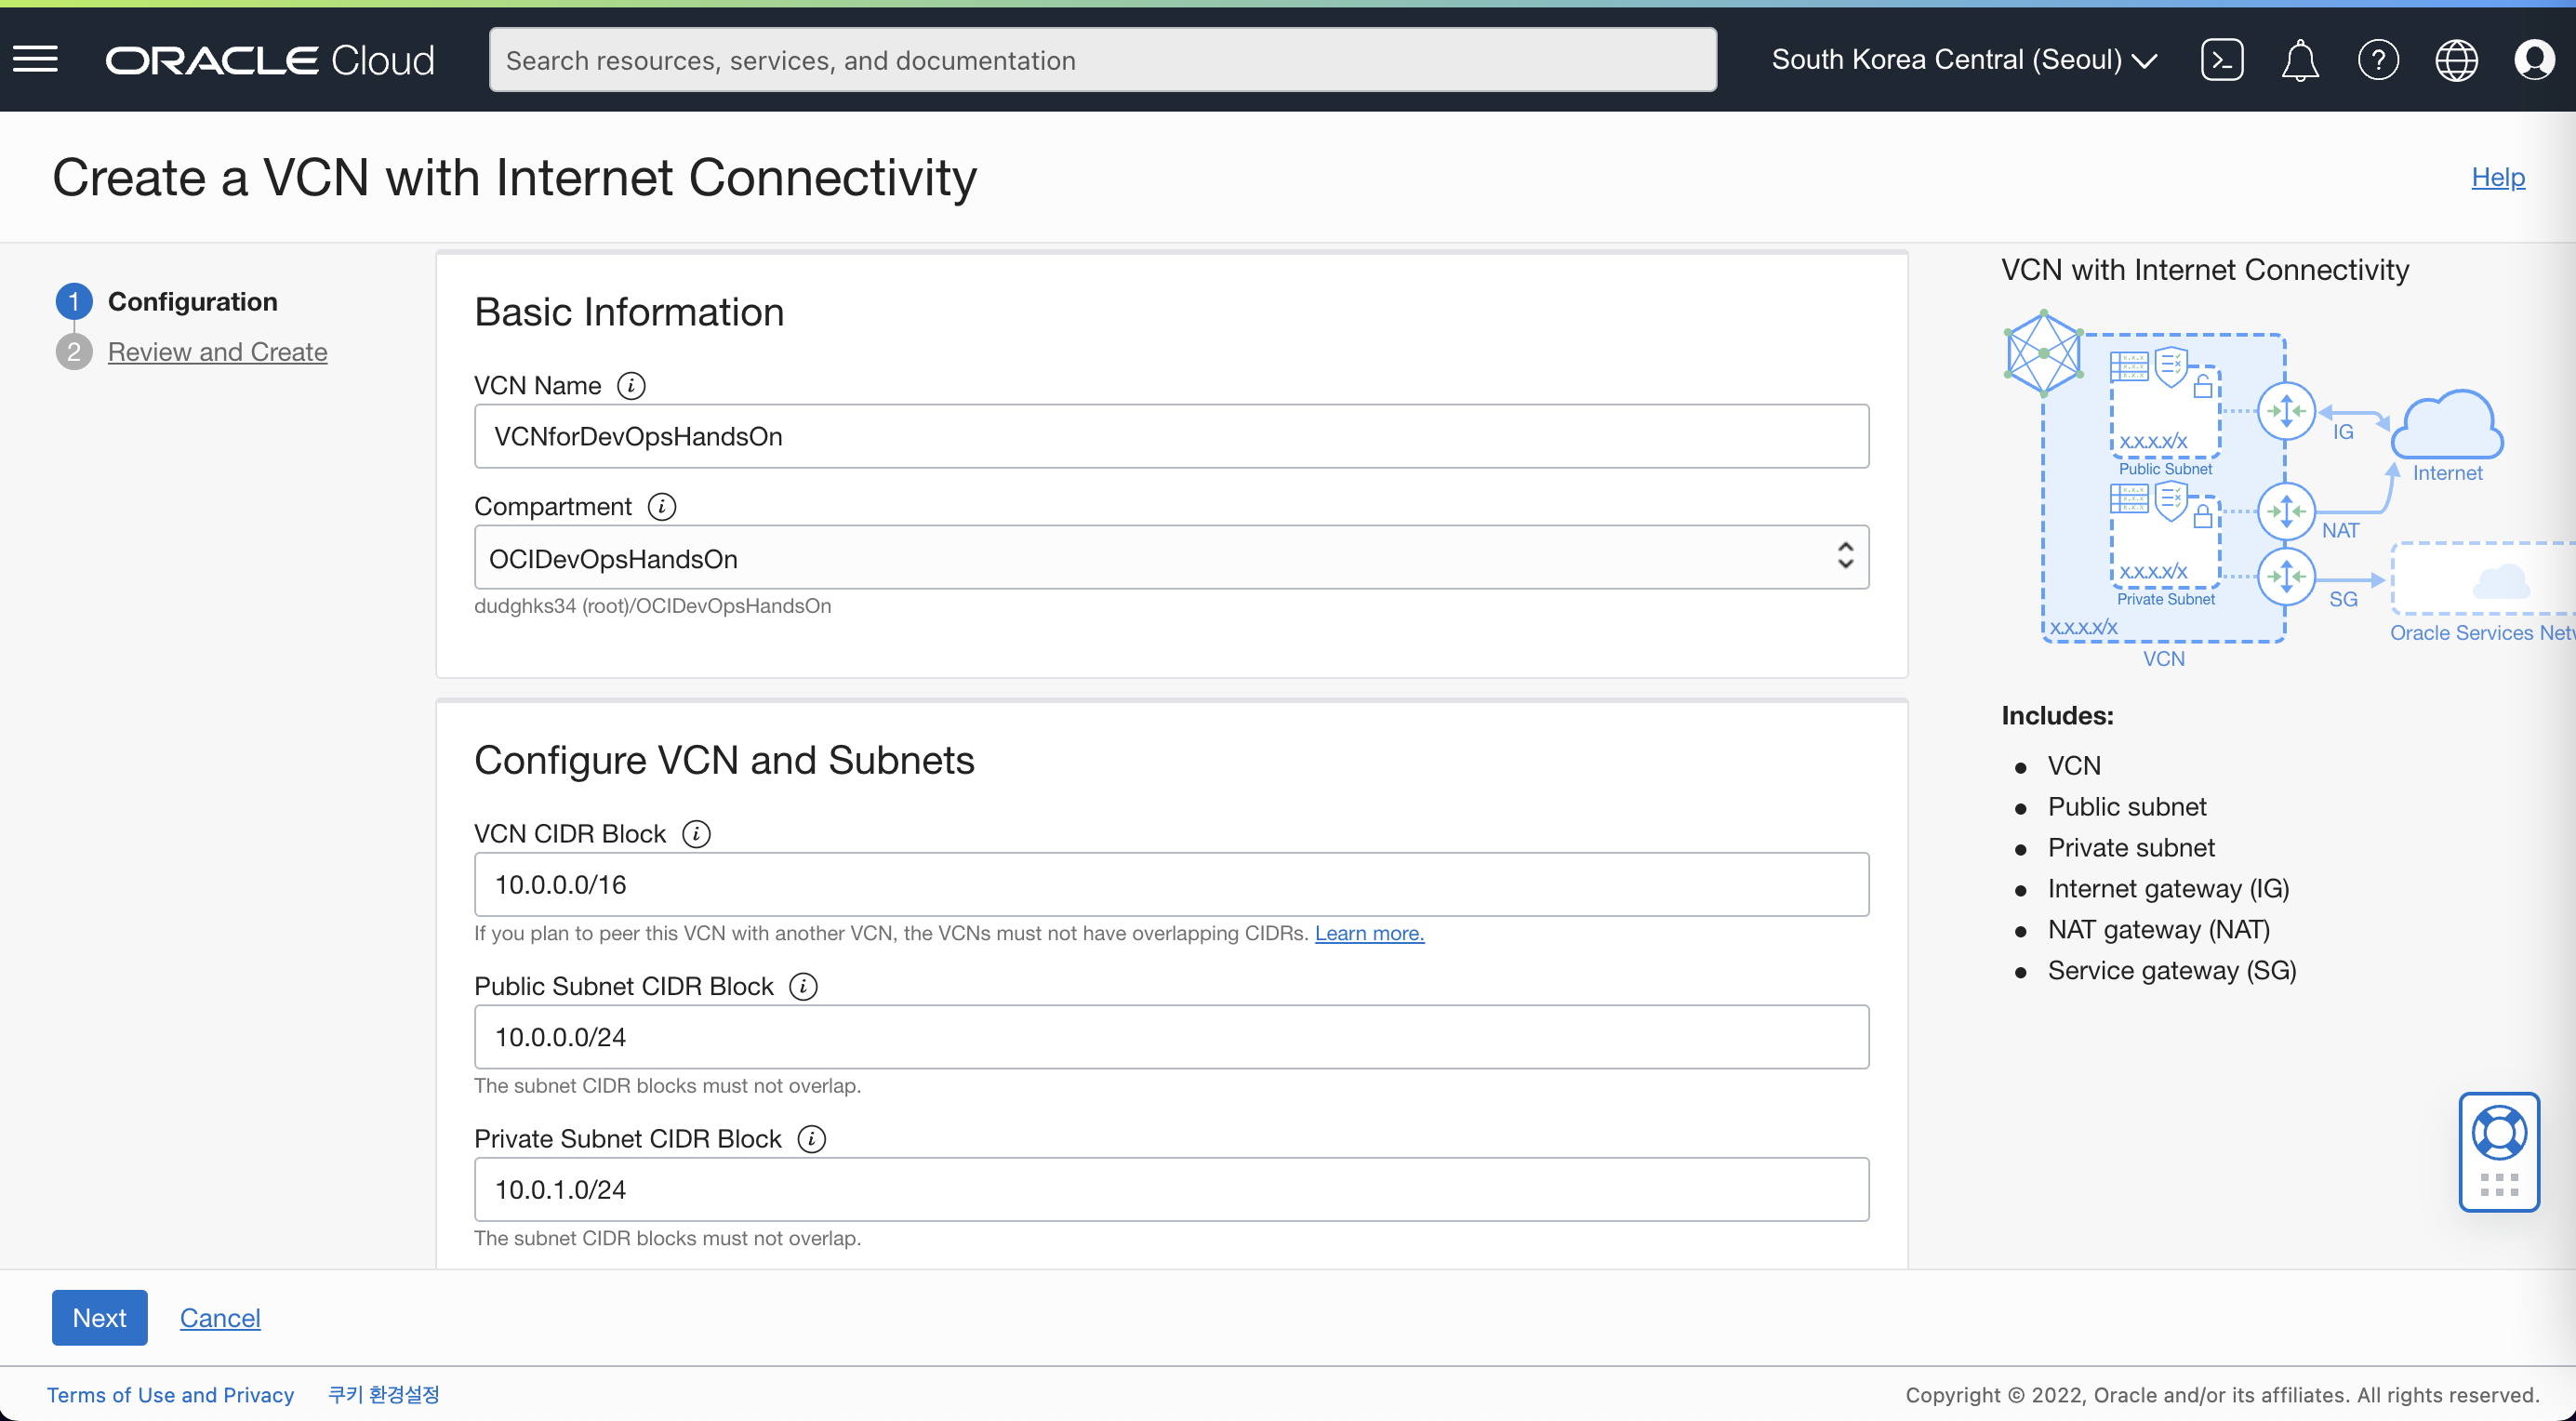 ORACLE Cloud
Search resources, services, and documentation
South Korea Central (Seoul)
Create a VCN with Internet Connectivity
Help
1 Configuration
2 Review and Create
Basic Information
VCN Name
VCNforDevOpsHandsOn
Compartment
OCIDevOpsHandsOn
dudghks34 (root)/OCIDevOpsHandsOn
Configure VCN and Subnets
VCN CIDR Block
10.0.0.0/16
If you plan to peer this VCN with another VCN, the VCNs must not have overlapping CIDRs. Learn more.
Public Subnet CIDR Block
10.0.0.0/24
The subnet CIDR blocks must not overlap.
Private Subnet CIDR Block
10.0.1.0/24
The subnet CIDR blocks must not overlap.
VCN with Internet Connectivity
x.x.x.x/x
Public Subnet
IG
Internet
NAT
x.x.x.x/x
Private Subnet
SG
x.x.x.x/x
Oracle Services
VCN
Includes:
VCN
Public subnet
Private subnet
Internet gateway (IG)
NAT gateway (NAT)
Service gateway (SG)
Next
Cancel
Terms of Use and Privacy
쿠키 환경설정
Copyright © 2022, Oracle and/or its affiliates. All rights reserved.